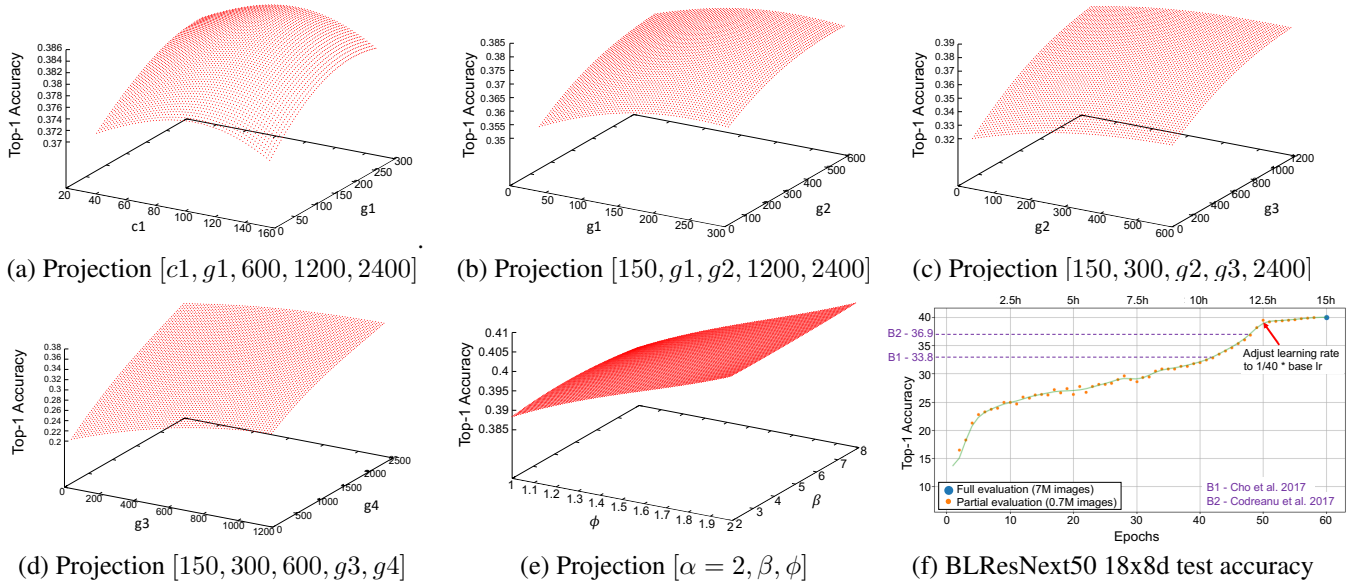 Top-1 Accuracy
0.386
0.384
0.382
0.38
0.378
0.376
0.374
0.372
0.37
20 40 60 80 100 120 140 160
c1
0 50 100 150 200 250 300
g1
(a) Projection [c1, g1, 600, 1200, 2400]
.
Top-1 Accuracy
0.385
0.38
0.375
0.37
0.365
0.36
0.355
0.35
0 50 100 150 200 250 300
g1
0 100 200 300 400 500 600
g2
(b) Projection [150, g1, g2, 1200, 2400]
Top-1 Accuracy
0.39
0.38
0.37
0.36
0.35
0.34
0.33
0.32
0 100 200 300 400 500 600
g2
0 200 400 600 800 1000 1200
g3
(c) Projection [150, 300, g2, g3, 2400]
Top-1 Accuracy
0.38
0.36
0.34
0.32
0.3
0.28
0.26
0.24
0.22
0.2
0 200 400 600 800 1000 1200
g3
0 500 1000 1500 2000 2500
g4
(d) Projection [150, 300, 600, g3, g4]
Top-1 Accuracy
0.41
0.405
0.4
0.395
0.39
0.385
1 1.1 1.2 1.3 1.4 1.5 1.6 1.7 1.8 1.9 2
ϕ
2 3 4 5 6 7 8
β
(e) Projection [α = 2, β, ϕ]
2.5h 5h 7.5h 10h 12.5h 15h
Top-1 Accuracy
40
35
30
25
20
15
10
B2 - 36.9
B1 - 33.8
Adjust learning rate
to 1/40 * base lr
Full evaluation (7M images)
Partial evaluation (0.7M images)
B1 - Cho et al. 2017
B2 - Codreanu et al. 2017
0 10 20 30 40 50 60
Epochs
(f) BLResNext50 18x8d test accuracy